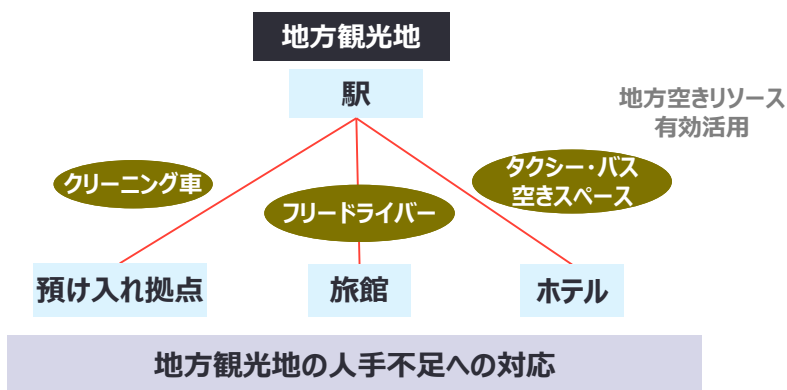 地方観光地
駅
地方空きリソース
有効活用
クリーニング車
タクシー・バス
空きスペース
フリードライバー
預け入れ拠点
旅館
ホテル
地方観光地の人手不足への対応